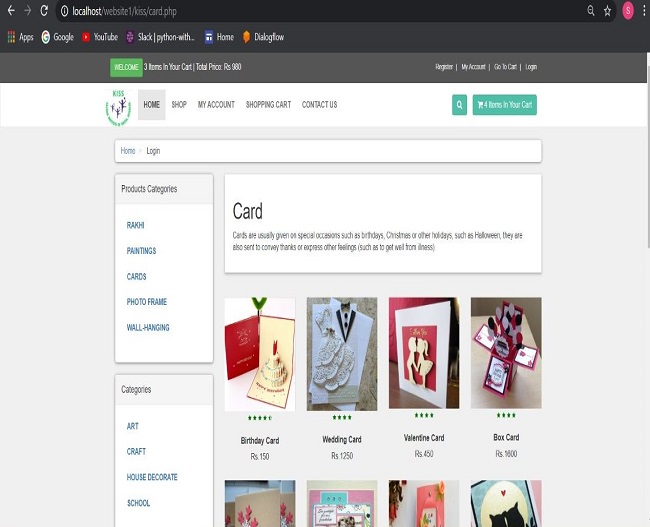 localhost/website1/kiss/card.php
Apps Google YouTube Slack | python-with... Home Dialogflow
WELCOME 3 Items In Your Cart | Total Price: Rs 980 Register | My Account | Go To Cart | Login
KISS
HOME SHOP MY ACCOUNT SHOPPING CART CONTACT US 4 Items In Your Cart
Home Login
Products Categories
RAKHI
PAINTINGS
CARDS
PHOTO FRAME
WALL-HANGING
Card
Cards are usually given on special occasions such as birthdays, Christmas or other holidays, such as Halloween, they are
also sent to convey thanks or express other feelings (such as to get well from illness)
Birthday Card
Rs.150
Wedding Card
Rs.1250
Valentine Card
Rs.450
Box Card
Rs.1600
Categories
ART
CRAFT
HOUSE DECORATE
SCHOOL